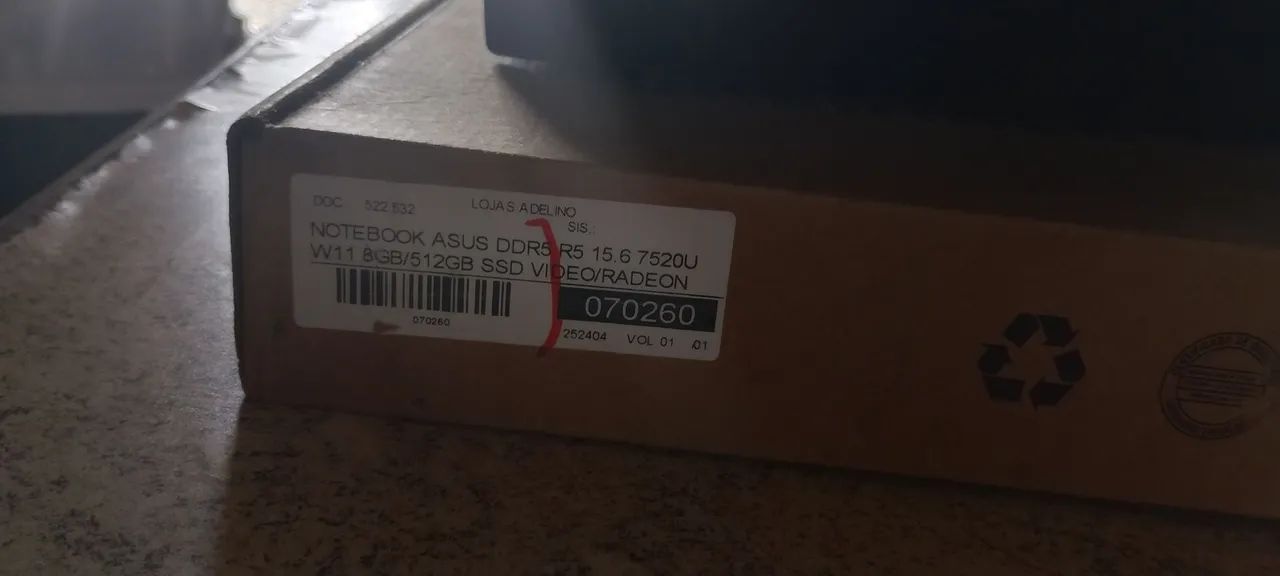 DOC 522.532 LOJAS ADELINO
SIS.:
NOTEBOOK ASUS DDR5 R5 15.6 7520U
W11 8GB/512GB SSD VIDEO/RADEON
070260
070260
252404 VOL 01 /01